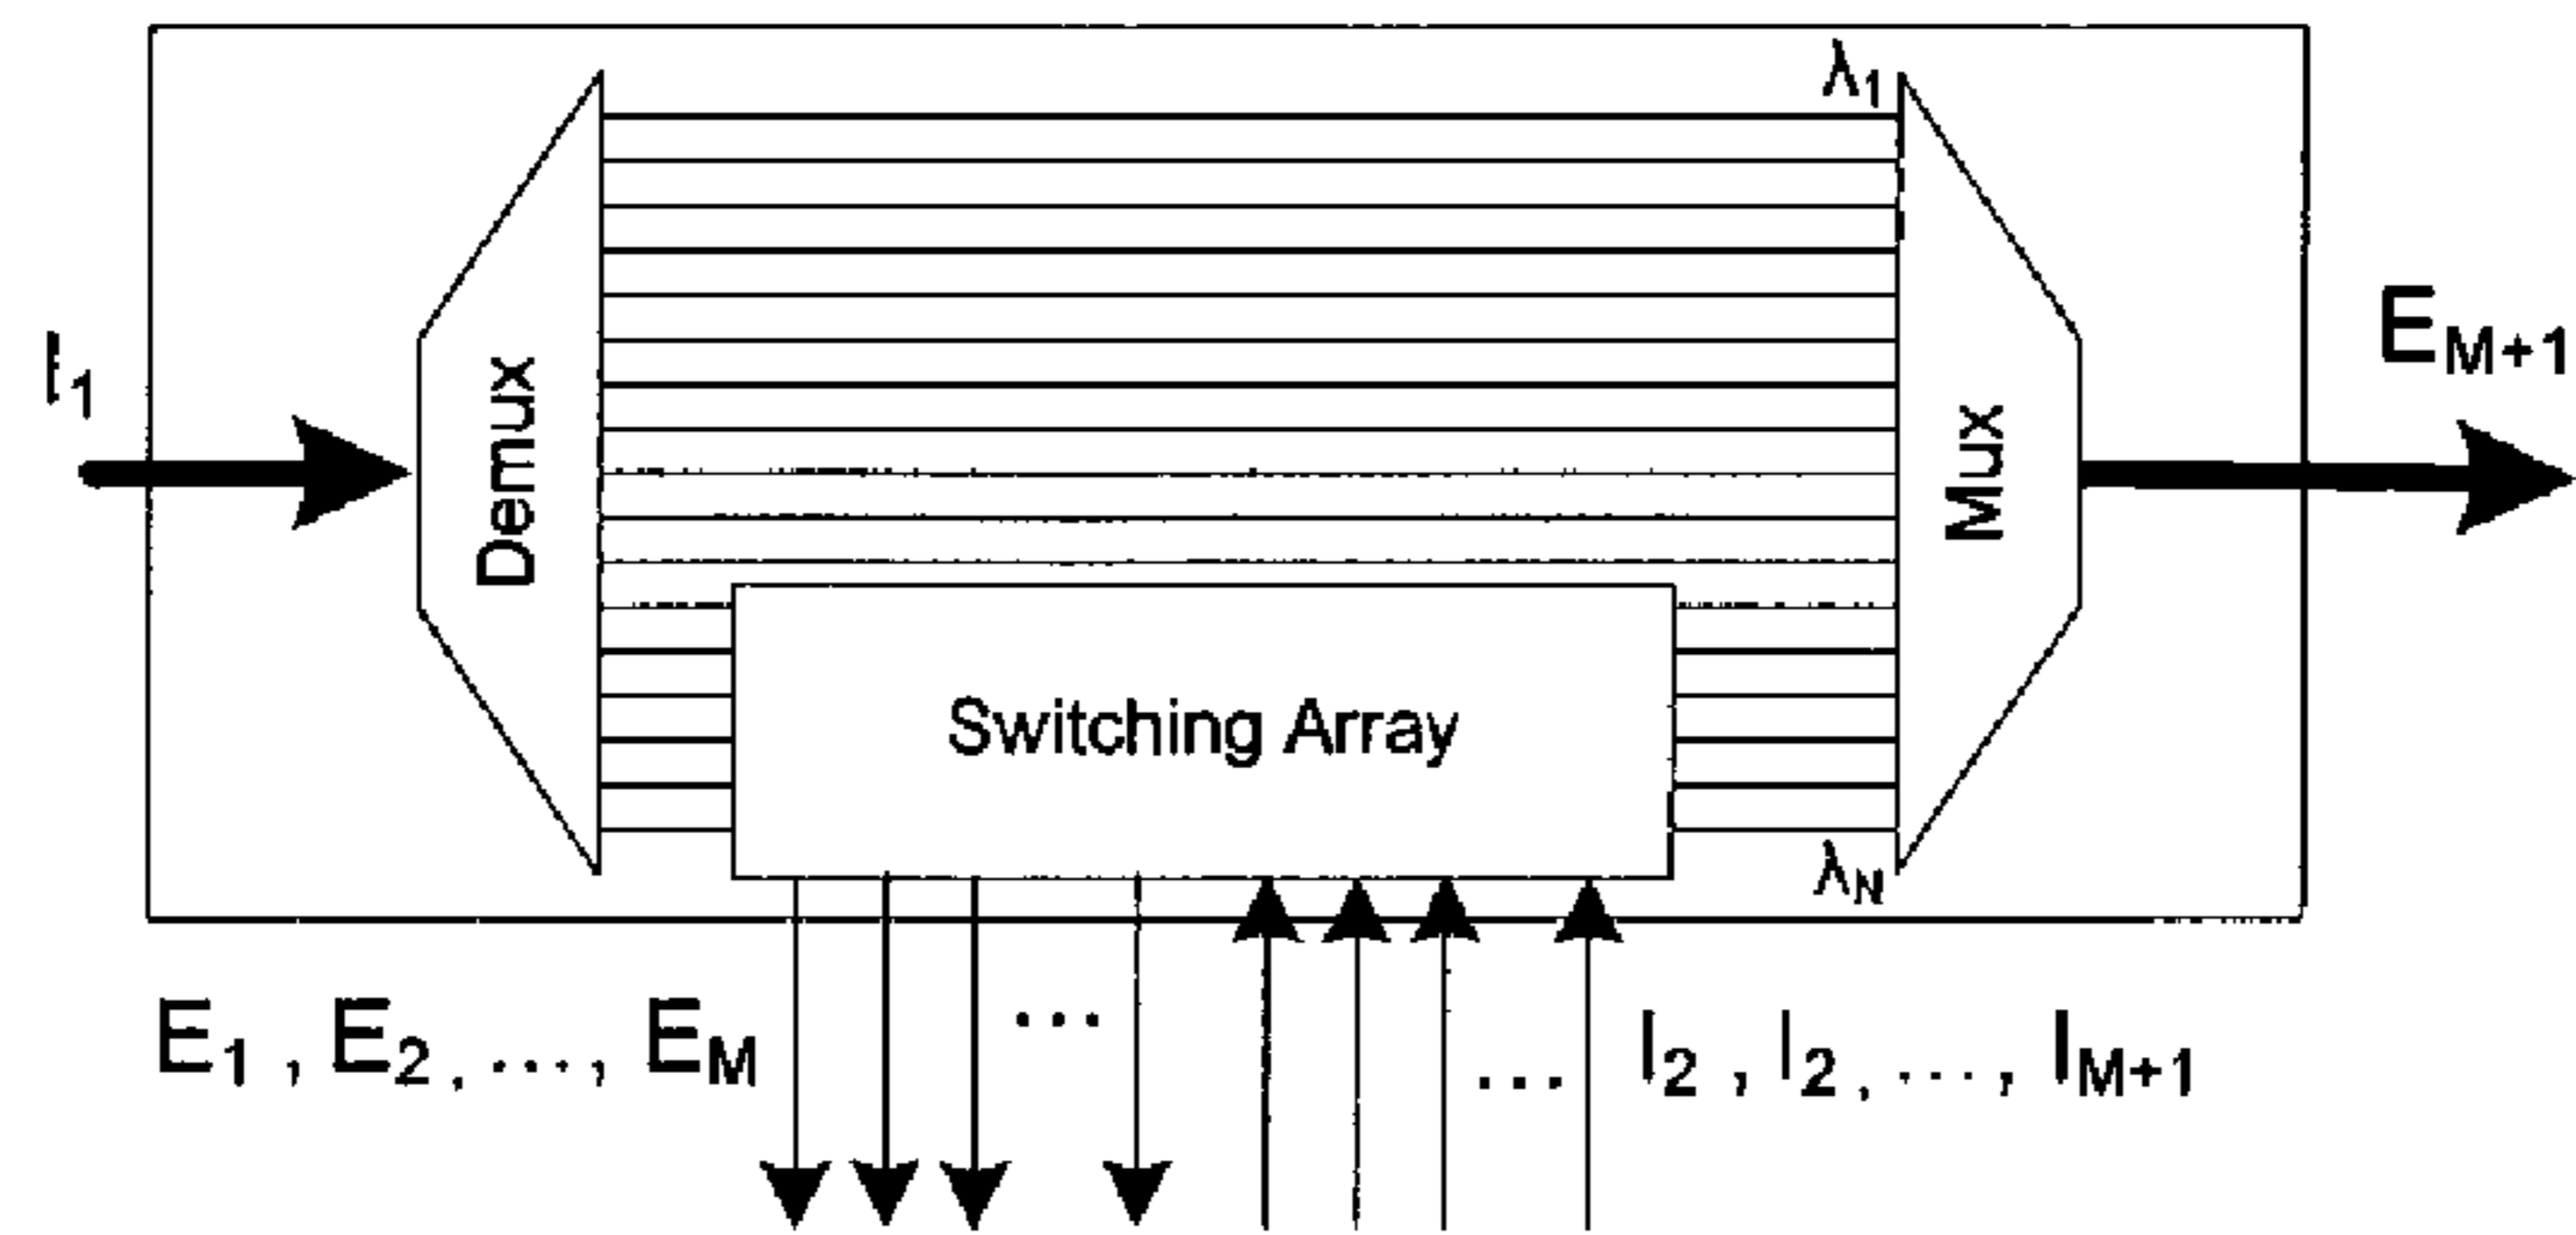 λ1
I1
EM+1
Demux
Mux
Switching Array
λN
E1 , E2, ..., EM
...
... I2 , I2, ..., IM+1